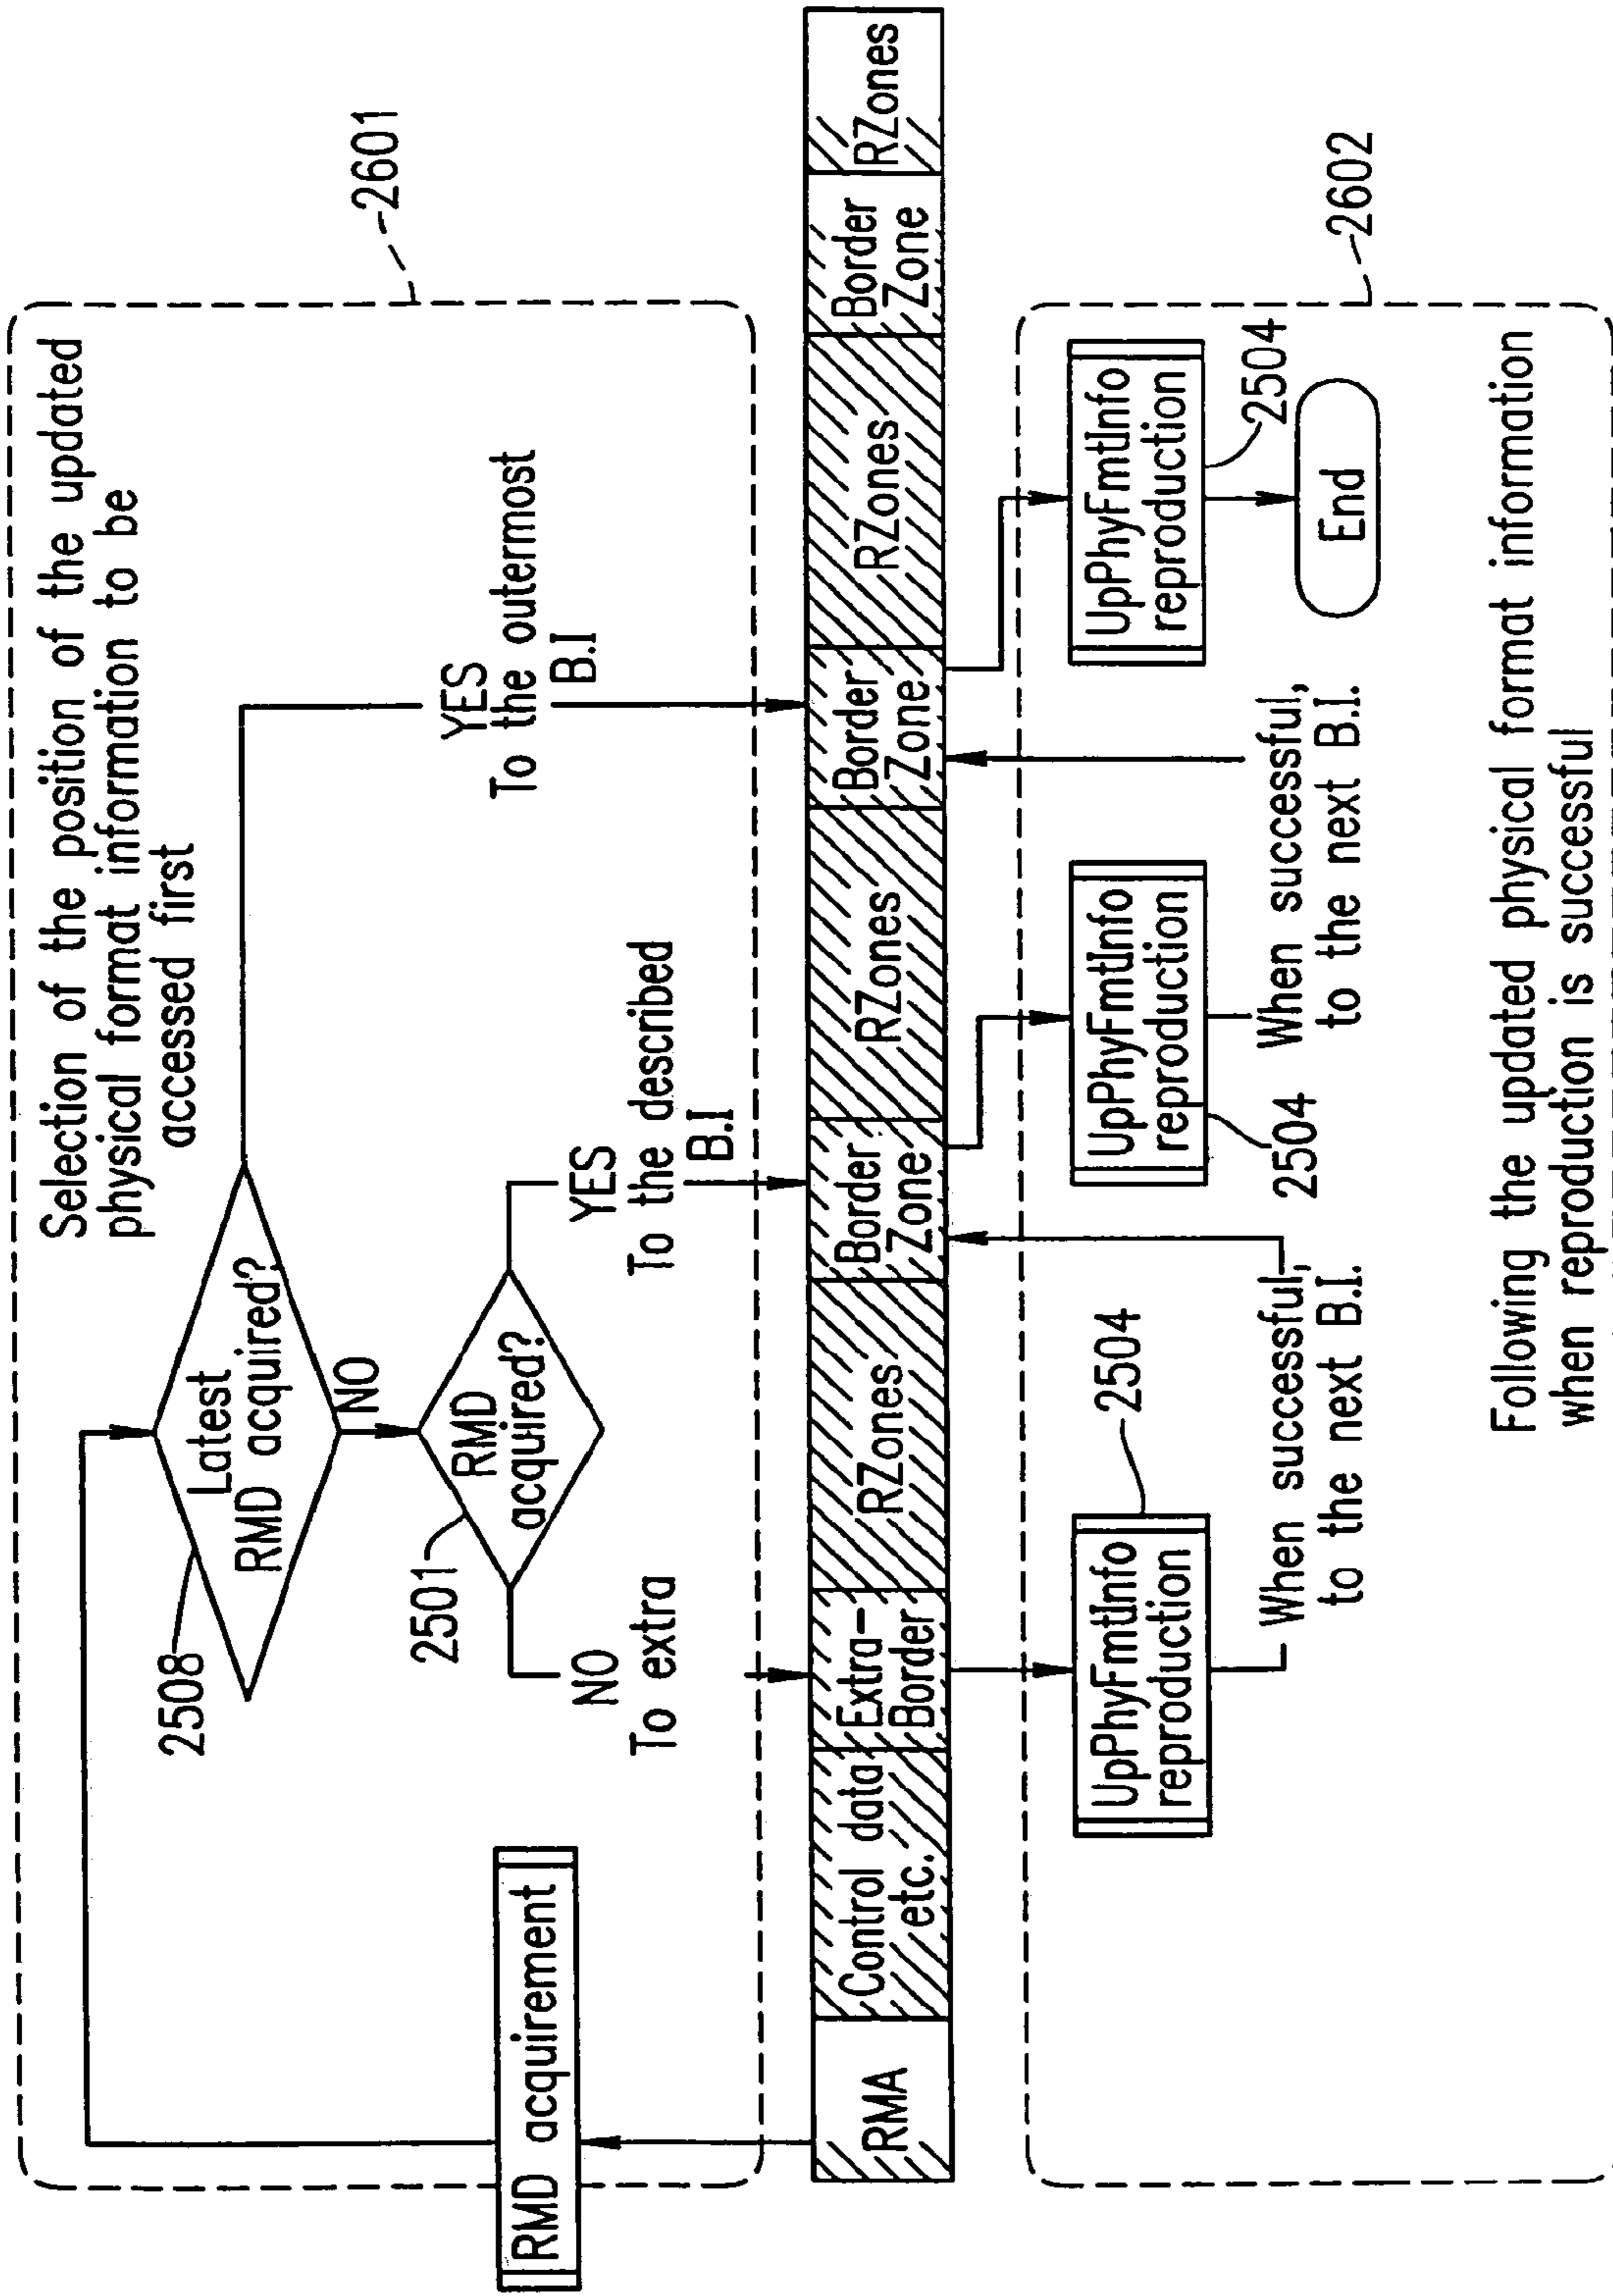 Selection of the position of the updated
physical format information to be
accessed first
2601
2508
Latest
RMD acquired?
NO
YES
To the outermost
B.I
2501
RMD
acquired?
NO
To extra
YES
To the described
B.I
RMD acquirement
RMA
Control data
etc.
Extra-
Border
RZones
Border
Zone
RZones
Border
Zone
RZones
Border
Zone
RZones
2602
UpPhyFmtInfo
reproduction
2504
When successful,
to the next B.I.
UpPhyFmtInfo
reproduction
2504
When successful,
to the next B.I.
UpPhyFmtInfo
reproduction
2504
End
Following the updated physical format information
when reproduction is successful